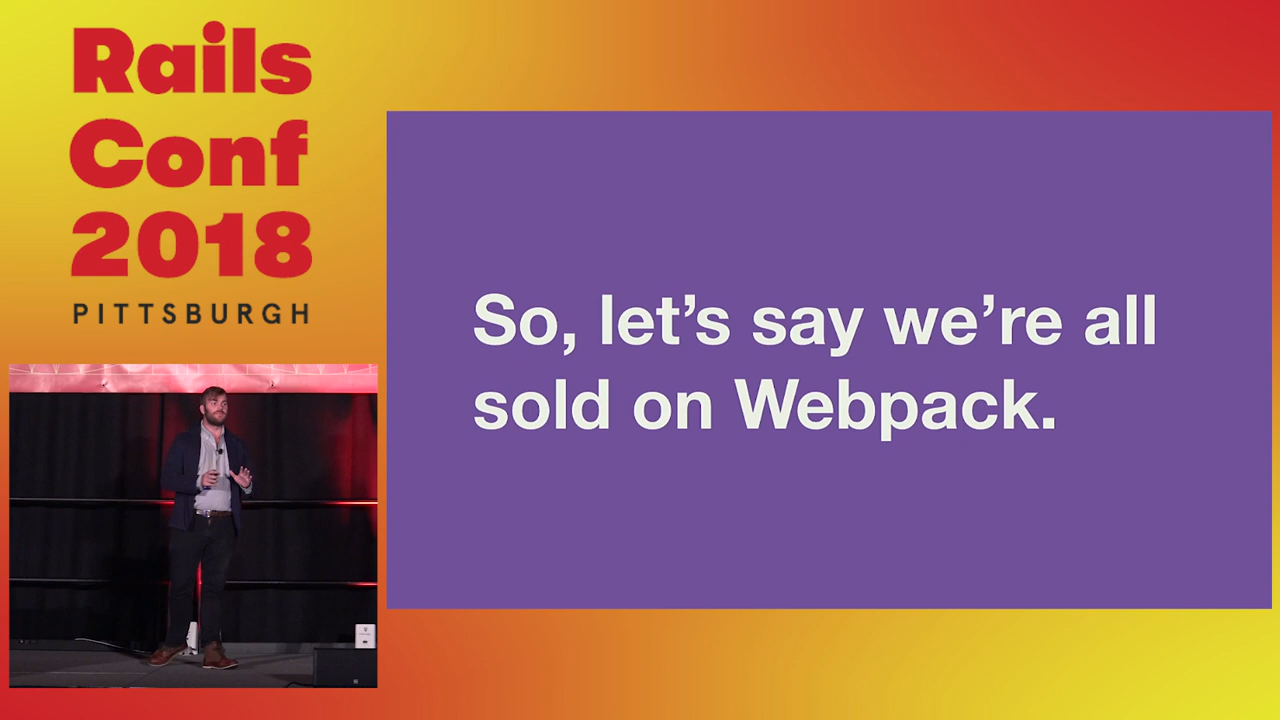 Rails
Conf
2018
PITTSBURGH
So, let’s say we’re all
sold on Webpack.